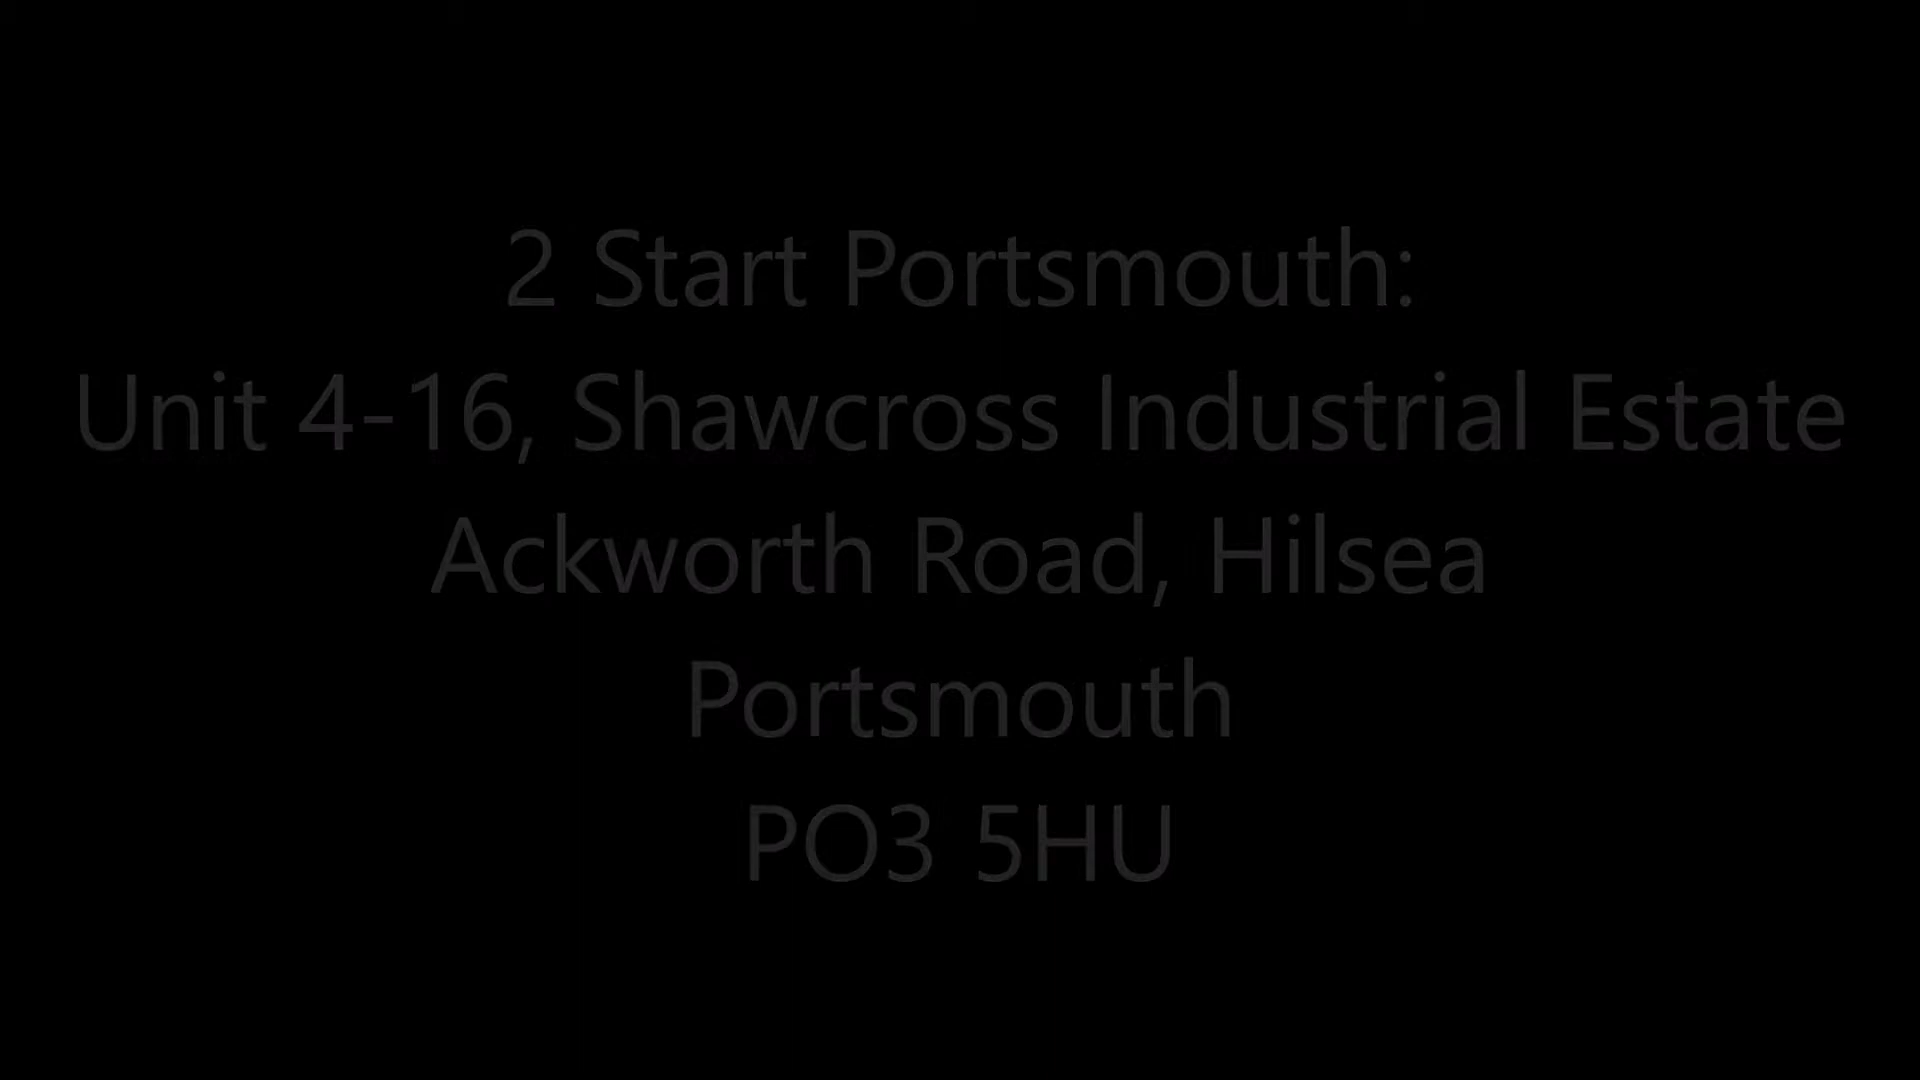 2 Start Portsmouth:
Unit 4-16, Shawcross Industrial Estate
Ackworth Road, Hilsea
Portsmouth
PO3 5HU